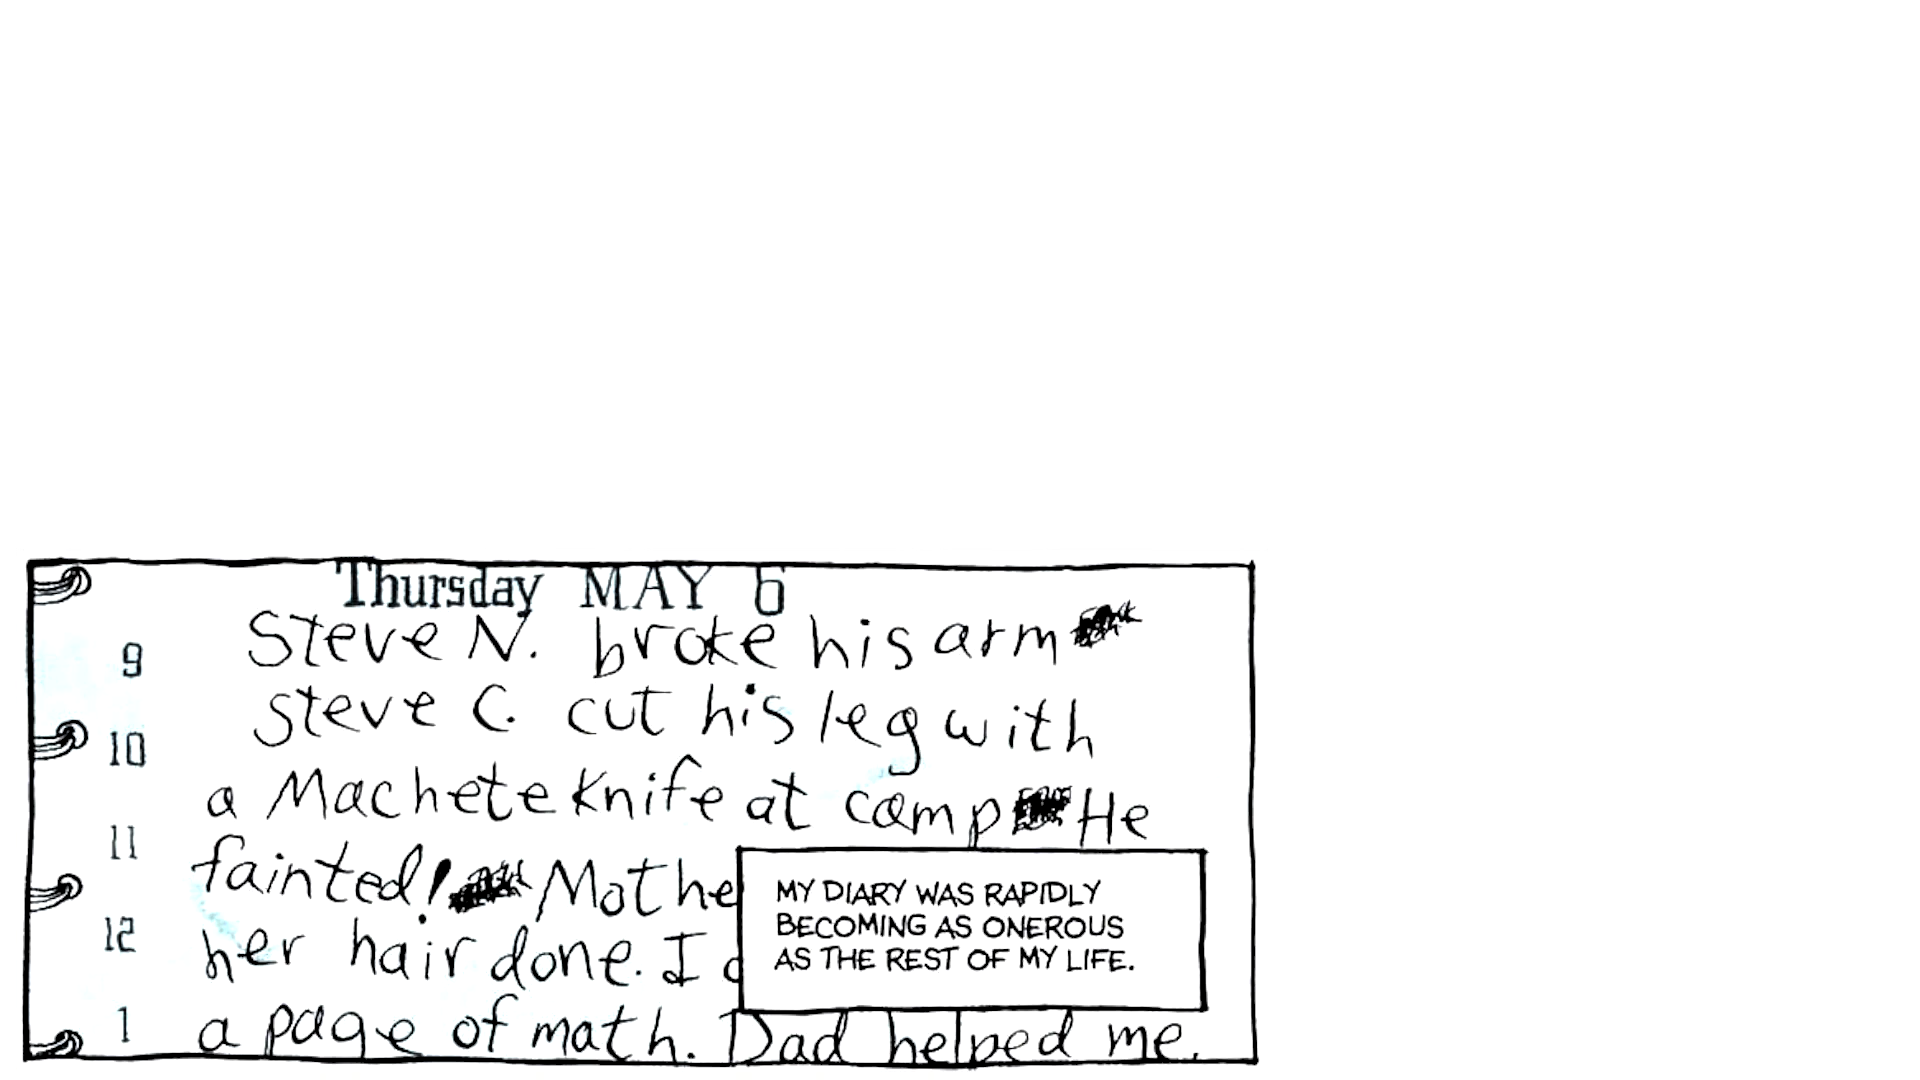 Thursday MAY 6
9 Steve N. broke his arm
10 Steve C. cut his leg with
a Machete Knife at camp He
11 fainted! Mothe
12 her hair done. I
1 a page of math. Dad helped me.
MY DIARY WAS RAPIDLY
BECOMING AS ONEROUS
AS THE REST OF MY LIFE.